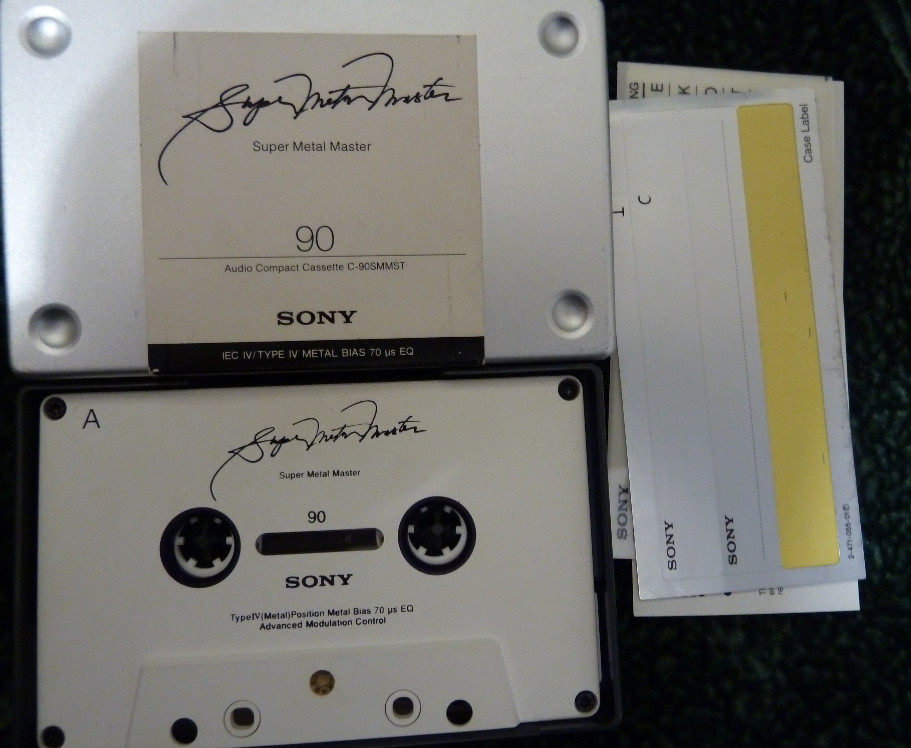 Super Metal Master
Super Metal Master
90
Audio Compact Cassette C-90SMMST
SONY
IEC IV/TYPE IV METAL BIAS 70 μs EQ
A
Super Metal Master
Super Metal Master
90
SONY
TypeIV(Metal)Position Metal Bias 70 μs EQ
Advanced Modulation Control
Case Label
SONY
SONY
SONY